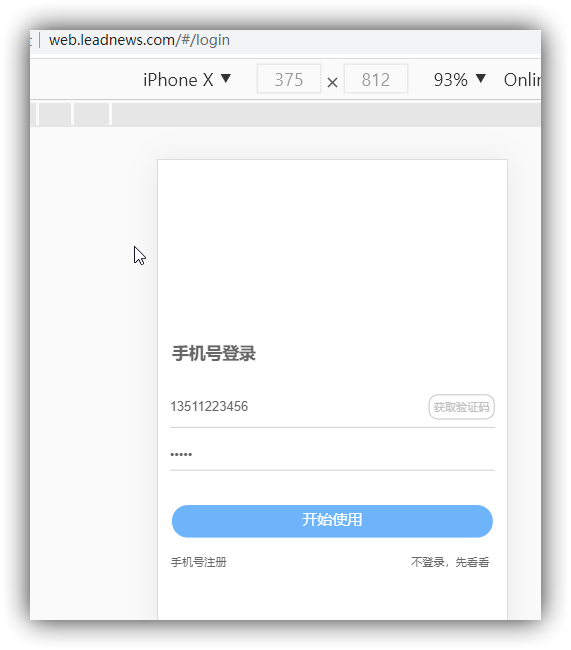 web.leadnews.com/#/login
iPhone X ▼ 375 × 812 93% ▼
手机号登录
13511223456 获取验证码
•••••
开始使用
手机号注册 不登录，先看看